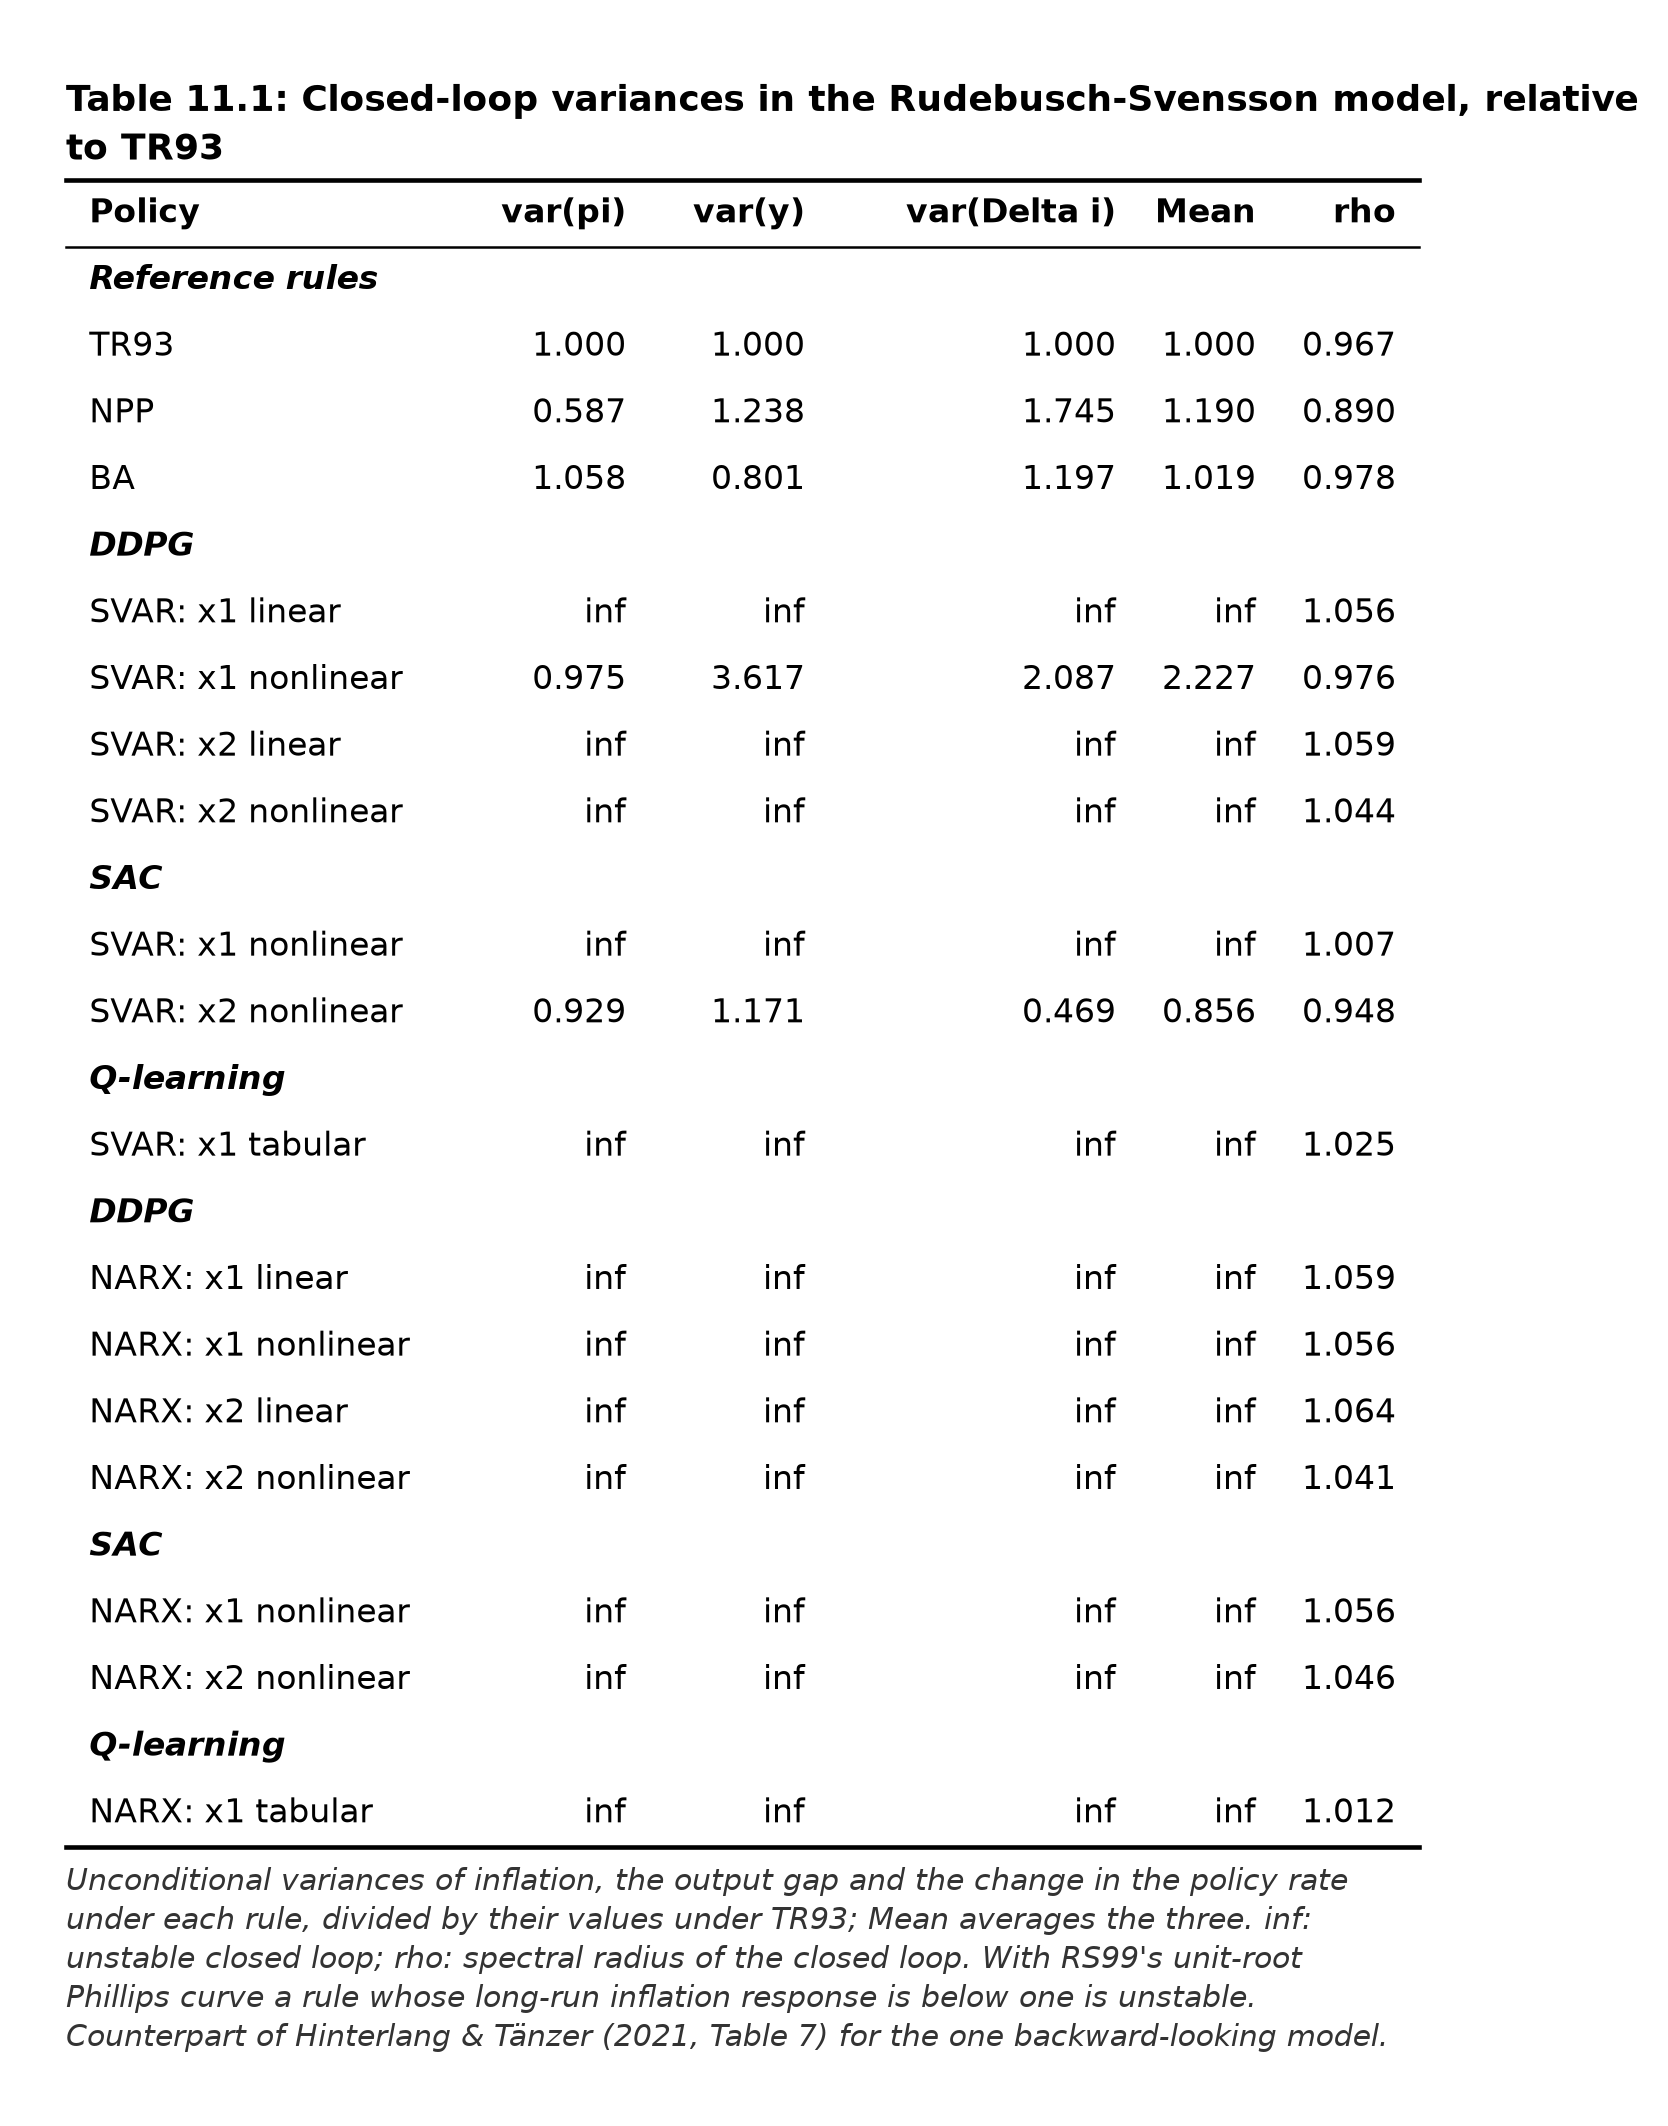 Table 11.1: Closed-loop variances in the Rudebusch-Svensson model, relative
to TR93
Policy var(pi) var(y) var(Delta i) Mean rho
Reference rules
TR93 1.000 1.000 1.000 1.000 0.967
NPP 0.587 1.238 1.745 1.190 0.890
BA 1.058 0.801 1.197 1.019 0.978
DDPG
SVAR: x1 linear inf inf inf inf 1.056
SVAR: x1 nonlinear 0.975 3.617 2.087 2.227 0.976
SVAR: x2 linear inf inf inf inf 1.059
SVAR: x2 nonlinear inf inf inf inf 1.044
SAC
SVAR: x1 nonlinear inf inf inf inf 1.007
SVAR: x2 nonlinear 0.929 1.171 0.469 0.856 0.948
Q-learning
SVAR: x1 tabular inf inf inf inf 1.025
DDPG
NARX: x1 linear inf inf inf inf 1.059
NARX: x1 nonlinear inf inf inf inf 1.056
NARX: x2 linear inf inf inf inf 1.064
NARX: x2 nonlinear inf inf inf inf 1.041
SAC
NARX: x1 nonlinear inf inf inf inf 1.056
NARX: x2 nonlinear inf inf inf inf 1.046
Q-learning
NARX: x1 tabular inf inf inf inf 1.012
Unconditional variances of inflation, the output gap and the change in the policy rate
under each rule, divided by their values under TR93; Mean averages the three. inf:
unstable closed loop; rho: spectral radius of the closed loop. With RS99's unit-root
Phillips curve a rule whose long-run inflation response is below one is unstable.
Counterpart of Hinterlang & Tänzer (2021, Table 7) for the one backward-looking model.